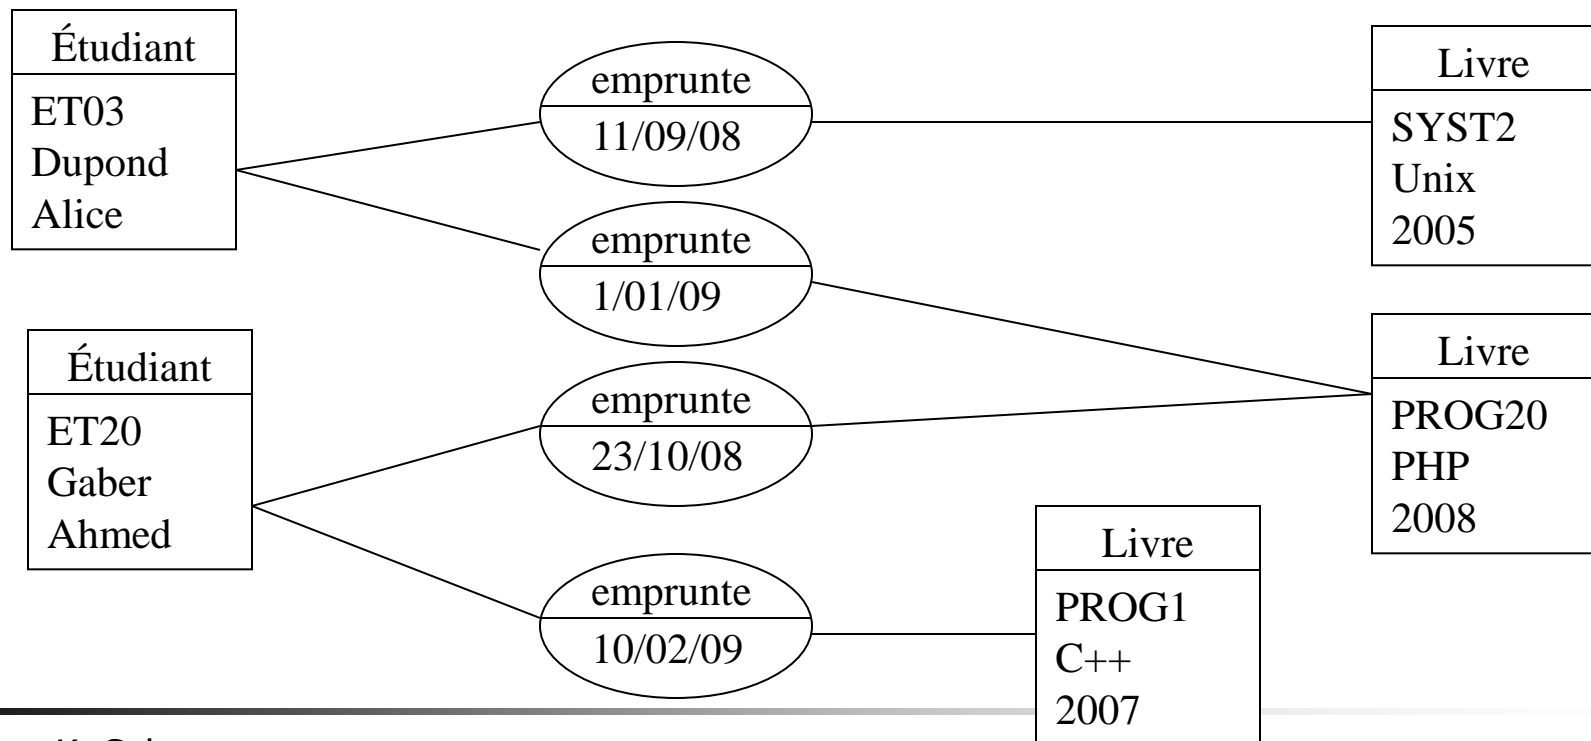 Étudiant
ET03
Dupond
Alice
emprunte
11/09/08
Livre
SYST2
Unix
2005
emprunte
1/01/09
Étudiant
ET20
Gaber
Ahmed
emprunte
23/10/08
Livre
PROG20
PHP
2008
emprunte
10/02/09
Livre
PROG1
C++
2007